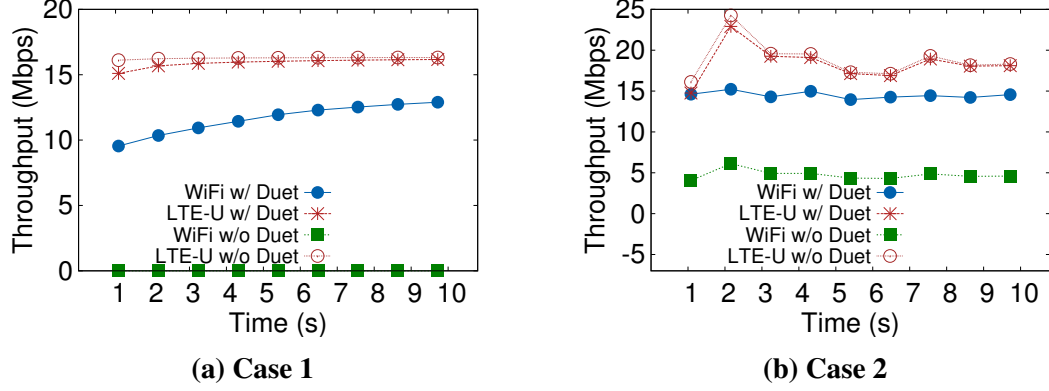 20
15
10
5
0
Throughput (Mbps)
WiFi w/ Duet
LTE-U w/ Duet
WiFi w/o Duet
LTE-U w/o Duet
1 2 3 4 5 6 7 8 9 10
Time (s)
(a) Case 1
25
20
15
10
5
0
-5
Throughput (Mbps)
WiFi w/ Duet
LTE-U w/ Duet
WiFi w/o Duet
LTE-U w/o Duet
1 2 3 4 5 6 7 8 9 10
Time (s)
(b) Case 2